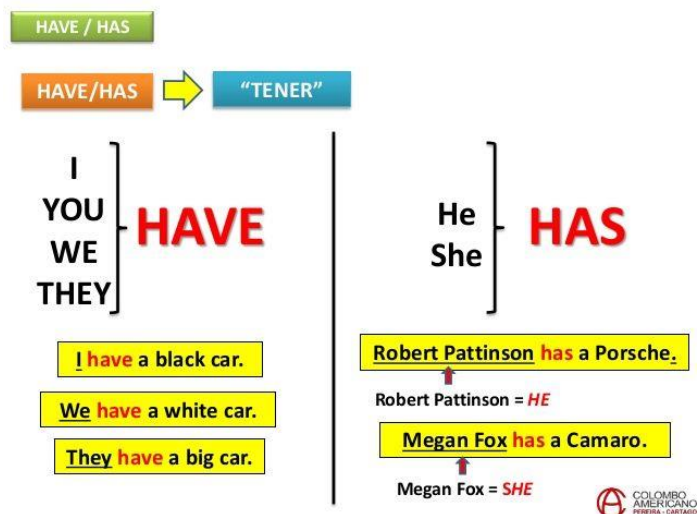 HAVE / HAS
HAVE/HAS
“TENER”
I
YOU
WE
THEY
HAVE
I have a black car.
We have a white car.
They have a big car.
He
She
HAS
Robert Pattinson has a Porsche.
Robert Pattinson = HE
Megan Fox has a Camaro.
Megan Fox = SHE
COLOMBO
AMERICANO
PEREIRA - CARTAGO